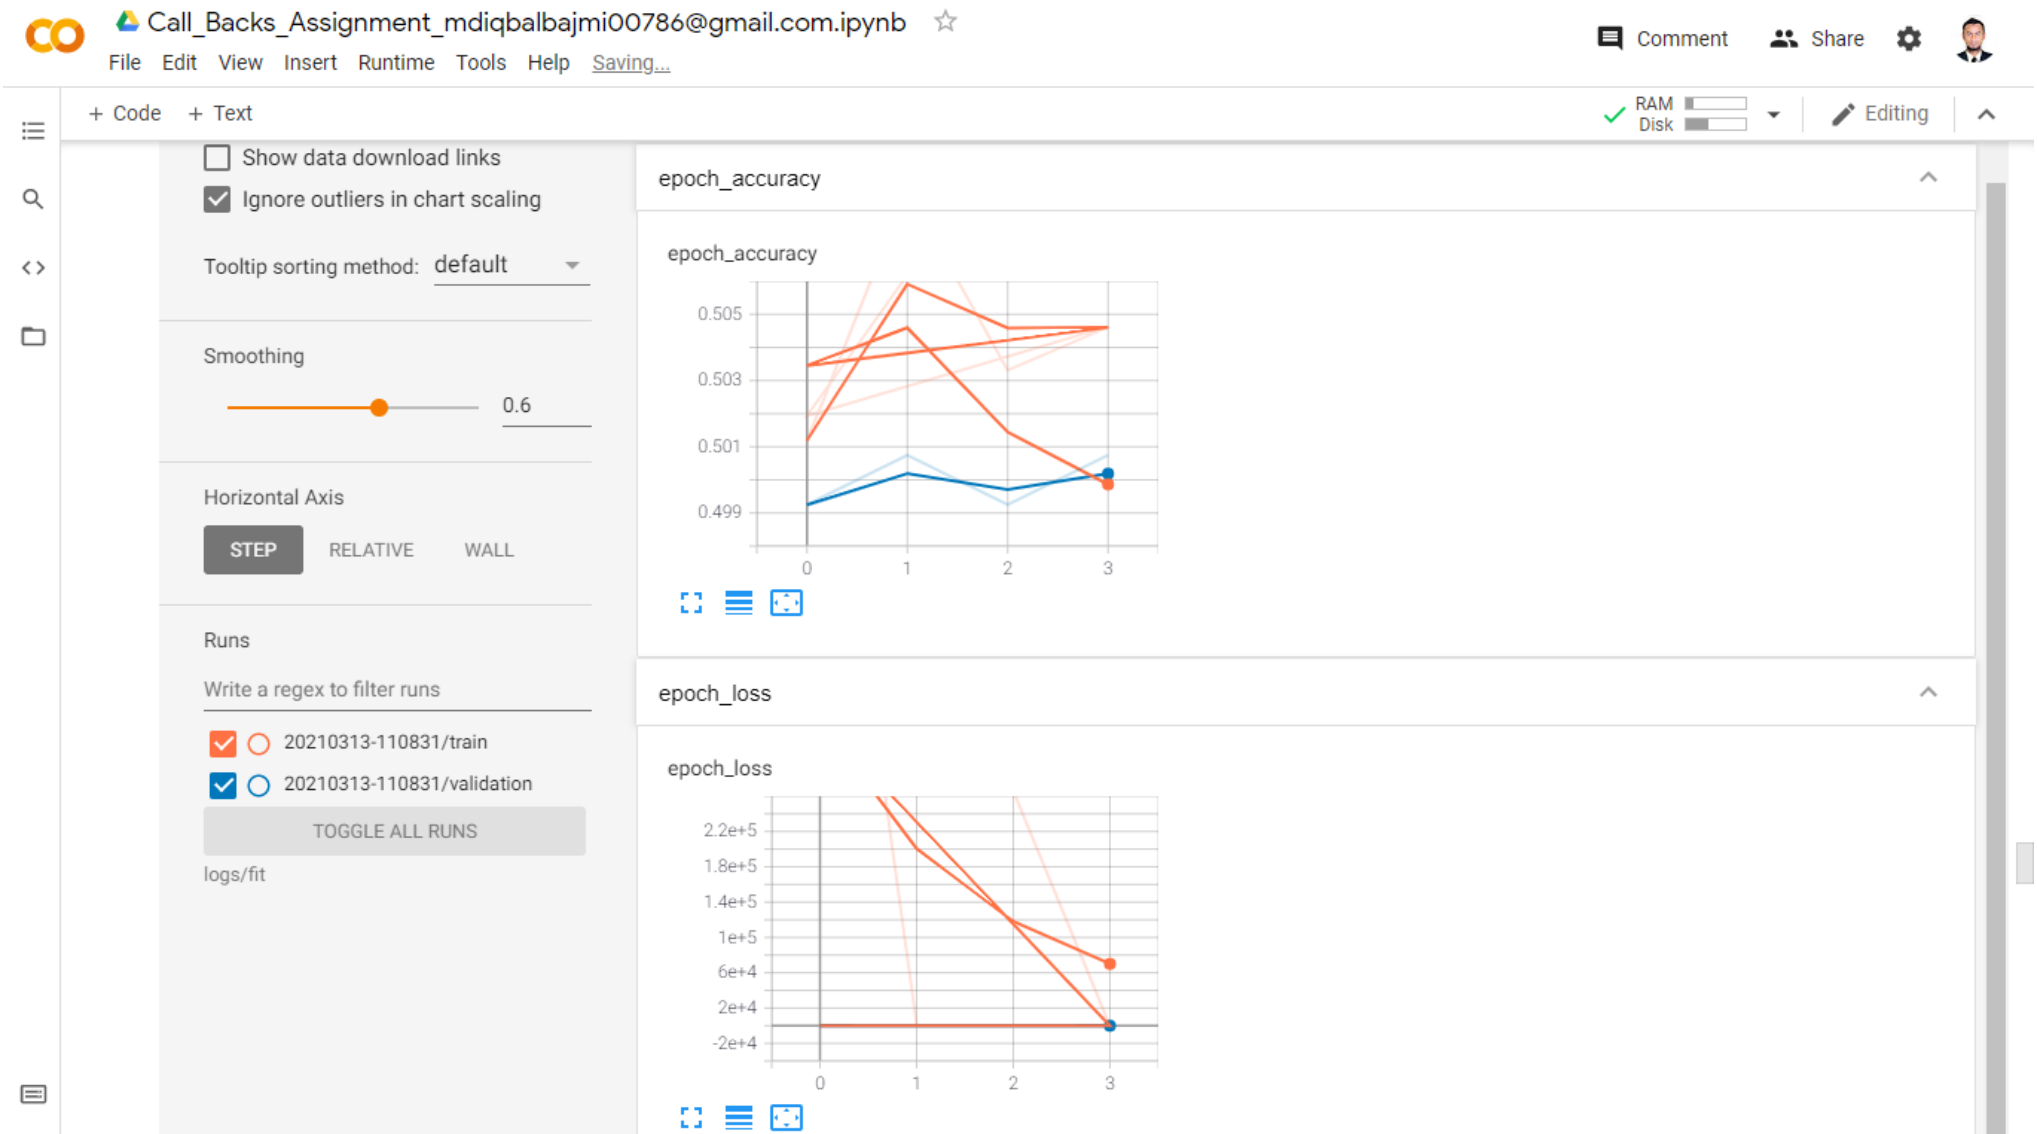 Call_Backs_Assignment_mdiqbalbajmi00786@gmail.com.ipynb
Comment
Share
File Edit View Insert Runtime Tools Help Saving...
+ Code + Text
RAM
Disk
Editing
Show data download links
Ignore outliers in chart scaling
Tooltip sorting method: default
Smoothing
0.6
Horizontal Axis
STEP RELATIVE WALL
Runs
Write a regex to filter runs
20210313-110831/train
20210313-110831/validation
TOGGLE ALL RUNS
logs/fit
epoch_accuracy
epoch_accuracy
0.505
0.503
0.501
0.499
0 1 2 3
epoch_loss
epoch_loss
2.2e+5
1.8e+5
1.4e+5
1e+5
6e+4
2e+4
-2e+4
0 1 2 3